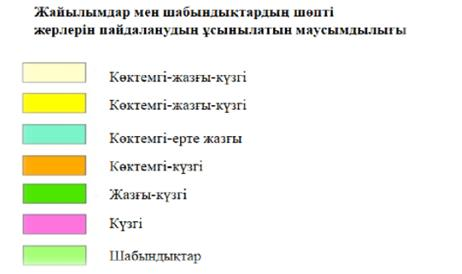 Жайылымдар мен шабындықтардың шөпті
жерлерін пайдаланудың ұсынылатын маусымдылығы
Көктемгі-жазғы-күзгі
Көктемгі-жазғы-күзгі
Көктемгі-ерте жазғы
Көктемгі-күзгі
Жазғы-күзгі
Күзгі
Шабындықтар